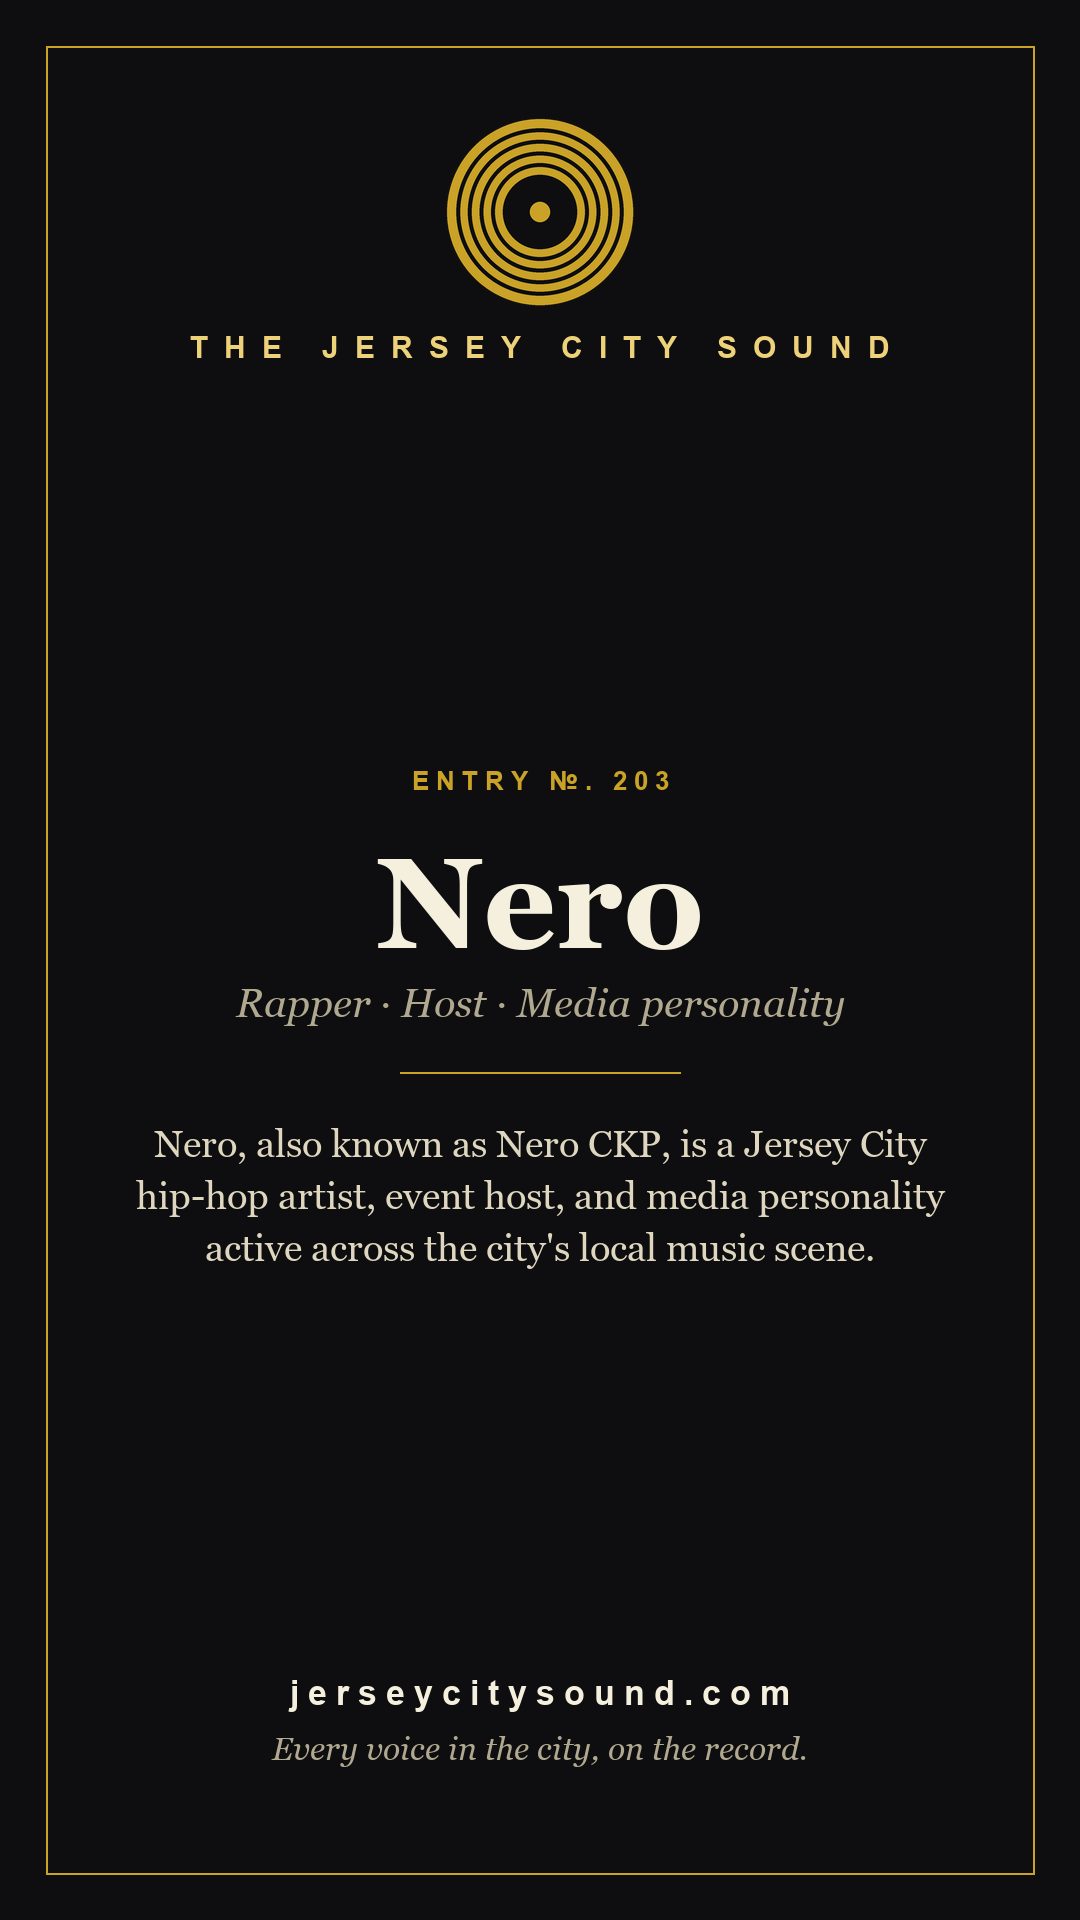 THE JERSEY CITY SOUND
ENTRY №. 203
Nero
Rapper · Host · Media personality
Nero, also known as Nero CKP, is a Jersey City
hip-hop artist, event host, and media personality
active across the city's local music scene.
jerseycitysound.com
Every voice in the city, on the record.